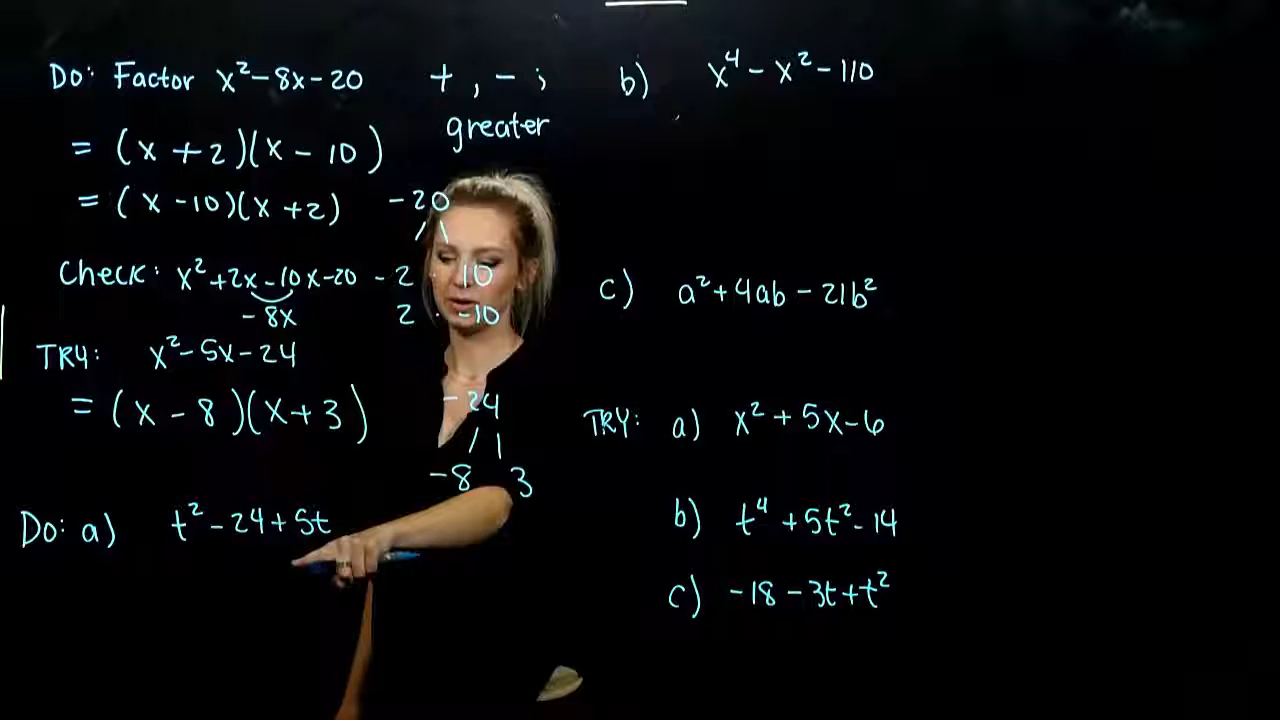 Do: Factor x² – 8x – 20
+ , – ;
greater
= (x + 2)(x – 10)
= (x – 10)(x + 2)
– 20
Check: x² + 2x – 10x – 20
– 8x
– 2 · 10
2 · – 10
TRY: x² – 5x – 24
= (x – 8)(x + 3)
– 24
– 8 3
Do: a) t² – 24 + 5t
b) x⁴ – x² – 110
c) a² + 4ab – 21b²
TRY: a) x² + 5x – 6
b) t⁴ + 5t² – 14
c) – 18 – 3t + t²